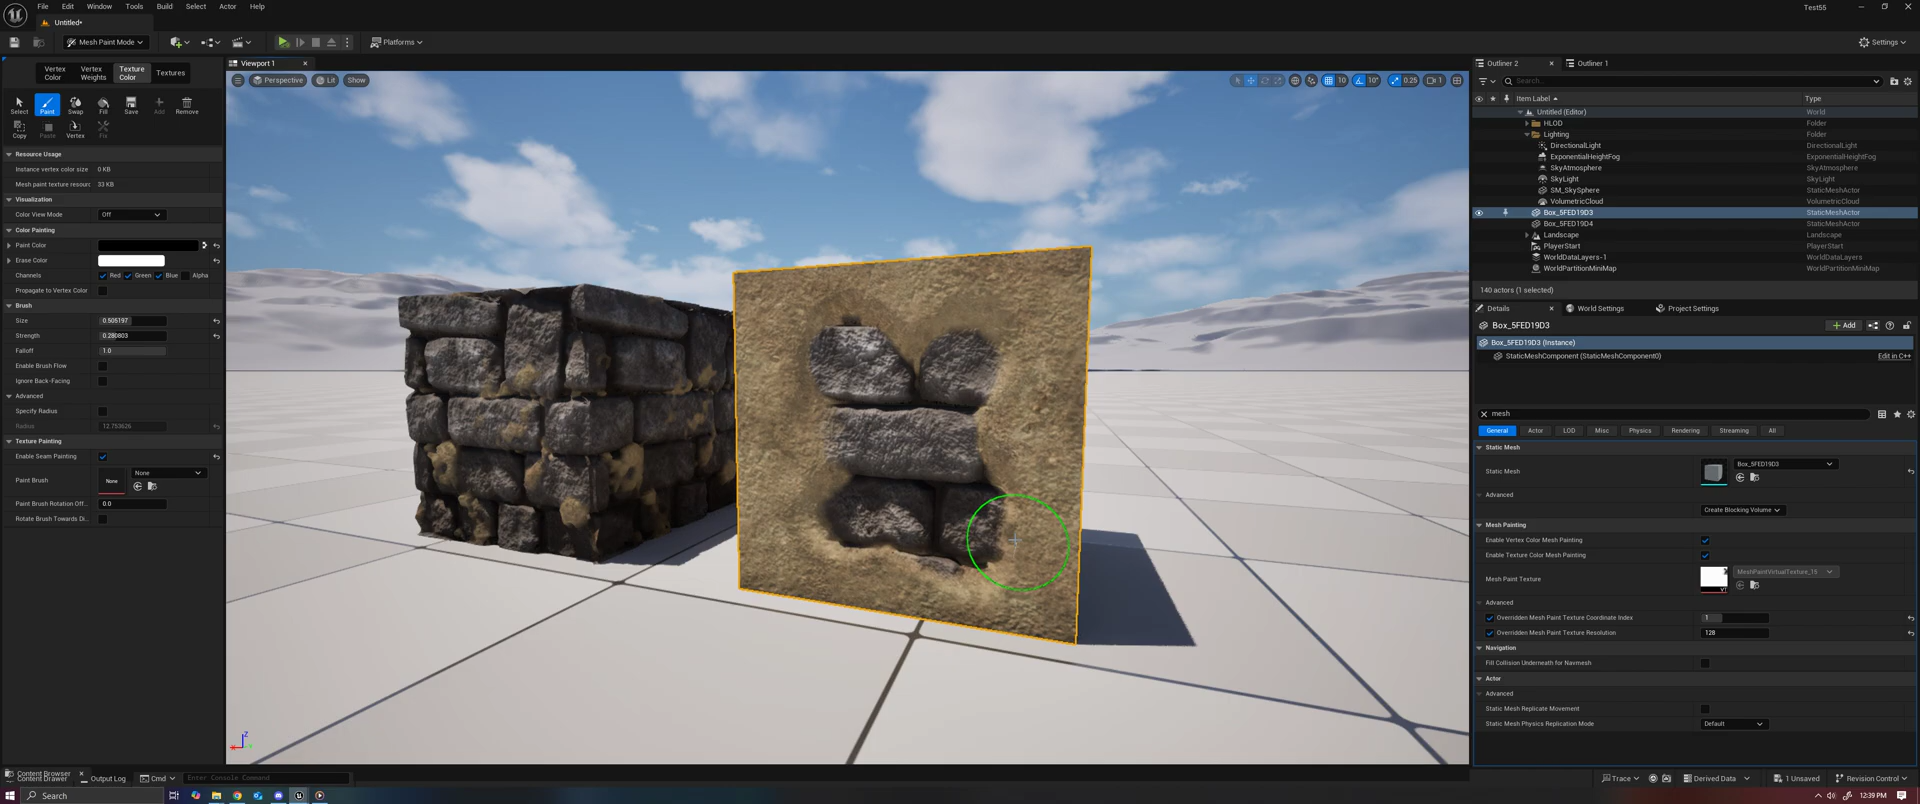 File Edit Window Tools Build Select Actor Help
Test55
Untitled*
Mesh Paint Mode
Platforms
Settings
Vertex Color
Vertex Weights
Texture Color
Textures
Select Paint Swap Fill Save Add Remove
Copy Paste Vertex Fix
Resource Usage
Instance vertex color size 0 KB
Mesh paint texture resourc 33 KB
Visualization
Color View Mode Off
Color Painting
Paint Color
Erase Color
Channels Red Green Blue Alpha
Propagate to Vertex Color
Brush
Size 0.505197
Strength 0.280803
Falloff 1.0
Enable Brush Flow
Ignore Back-Facing
Advanced
Specify Radius
Radius 12.753626
Texture Painting
Enable Seam Painting
Paint Brush None None
Paint Brush Rotation Off... 0.0
Rotate Brush Towards Di...
Viewport 1
Perspective Lit Show
10 10° 0.25 1
Z
Outliner 2 Outliner 1
Search...
Item Label Type
Untitled (Editor) World
HLOD Folder
Lighting Folder
DirectionalLight DirectionalLight
ExponentialHeightFog ExponentialHeightFog
SkyAtmosphere SkyAtmosphere
SkyLight SkyLight
SM_SkySphere StaticMeshActor
VolumetricCloud VolumetricCloud
Box_5FED19D3 StaticMeshActor
Box_5FED19D4 StaticMeshActor
Landscape Landscape
PlayerStart PlayerStart
WorldDataLayers-1 WorldDataLayers
WorldPartitionMiniMap WorldPartitionMiniMap
140 actors (1 selected)
Details World Settings Project Settings
Box_5FED19D3
Add
Box_5FED19D3 (Instance)
StaticMeshComponent (StaticMeshComponent0) Edit in C++
mesh
General Actor LOD Misc Physics Rendering Streaming All
Static Mesh
Static Mesh Box_5FED19D3
Advanced
Create Blocking Volume
Mesh Painting
Enable Vertex Color Mesh Painting
Enable Texture Color Mesh Painting
Mesh Paint Texture MeshPaintVirtualTexture_15
Advanced
Overridden Mesh Paint Texture Coordinate Index 1
Overridden Mesh Paint Texture Resolution 128
Navigation
Fill Collision Underneath for Navmesh
Actor
Advanced
Static Mesh Replicate Movement
Static Mesh Physics Replication Mode Default
Content Browser
Content Drawer Output Log Cmd Enter Console Command
Trace Derived Data 1 Unsaved Revision Control
Search
12:39 PM